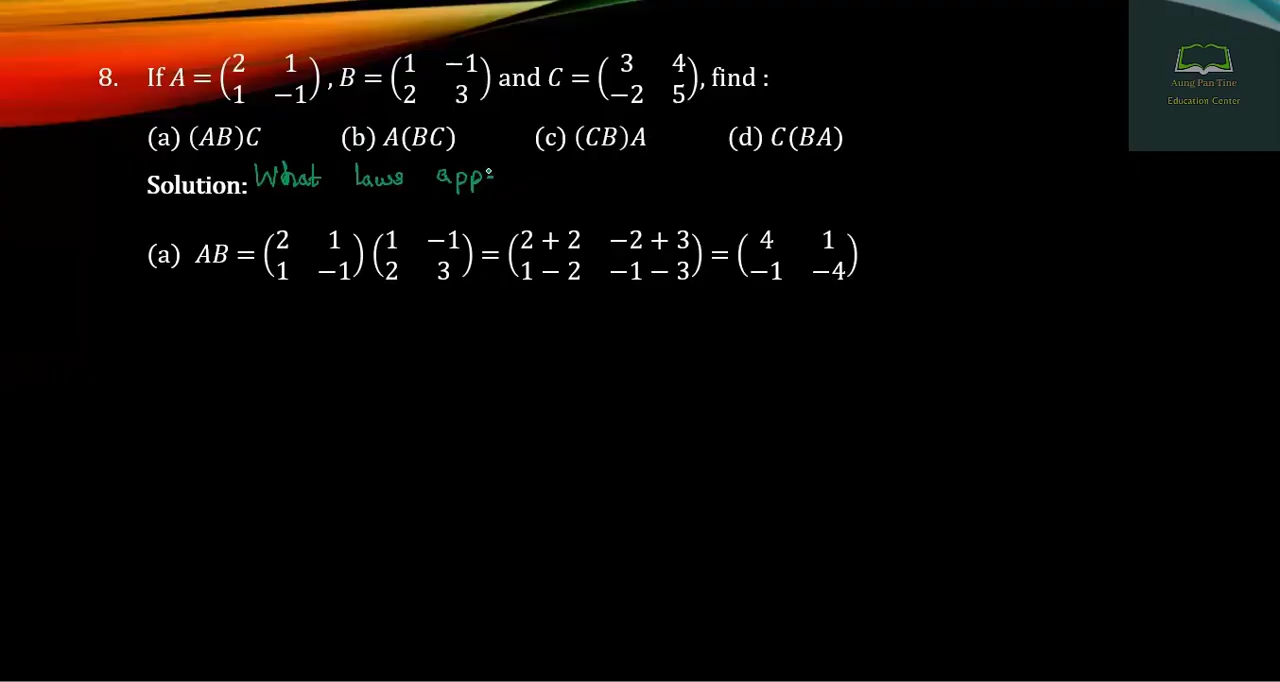 8. If A = (2 1 1 −1), B = (1 −1 2 3) and C = (3 4 −2 5), find :
Aung Pan Tine
Education Center
(a) (AB)C (b) A(BC) (c) (CB)A (d) C(BA)
Solution: What laws app
(a) AB = (2 1 1 −1)(1 −1 2 3) = (2 + 2 −2 + 3 1 − 2 −1 − 3) = (4 1 −1 −4)